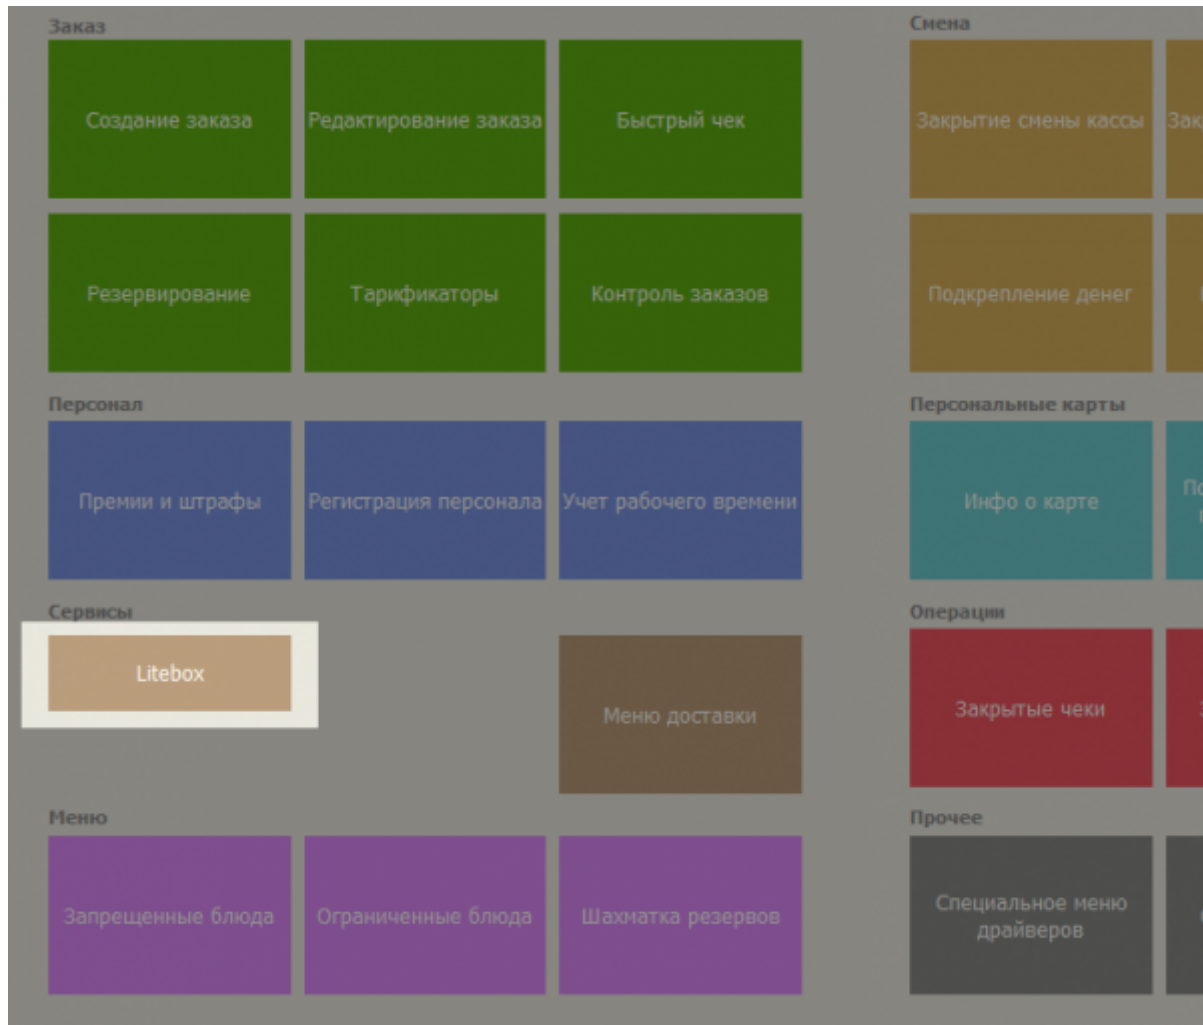 Заказ
Создание заказа
Редактирование заказа
Быстрый чек
Резервирование
Тарификаторы
Контроль заказов
Персонал
Премии и штрафы
Регистрация персонала
Учет рабочего времени
Сервисы
Litebox
Меню доставки
Меню
Запрещенные блюда
Ограниченные блюда
Шахматка резервов
Смена
Закрытие смены кассы
Подкрепление денег
Персональные карты
Инфо о карте
Операции
Закрытые чеки
Прочее
Специальное меню
драйверов